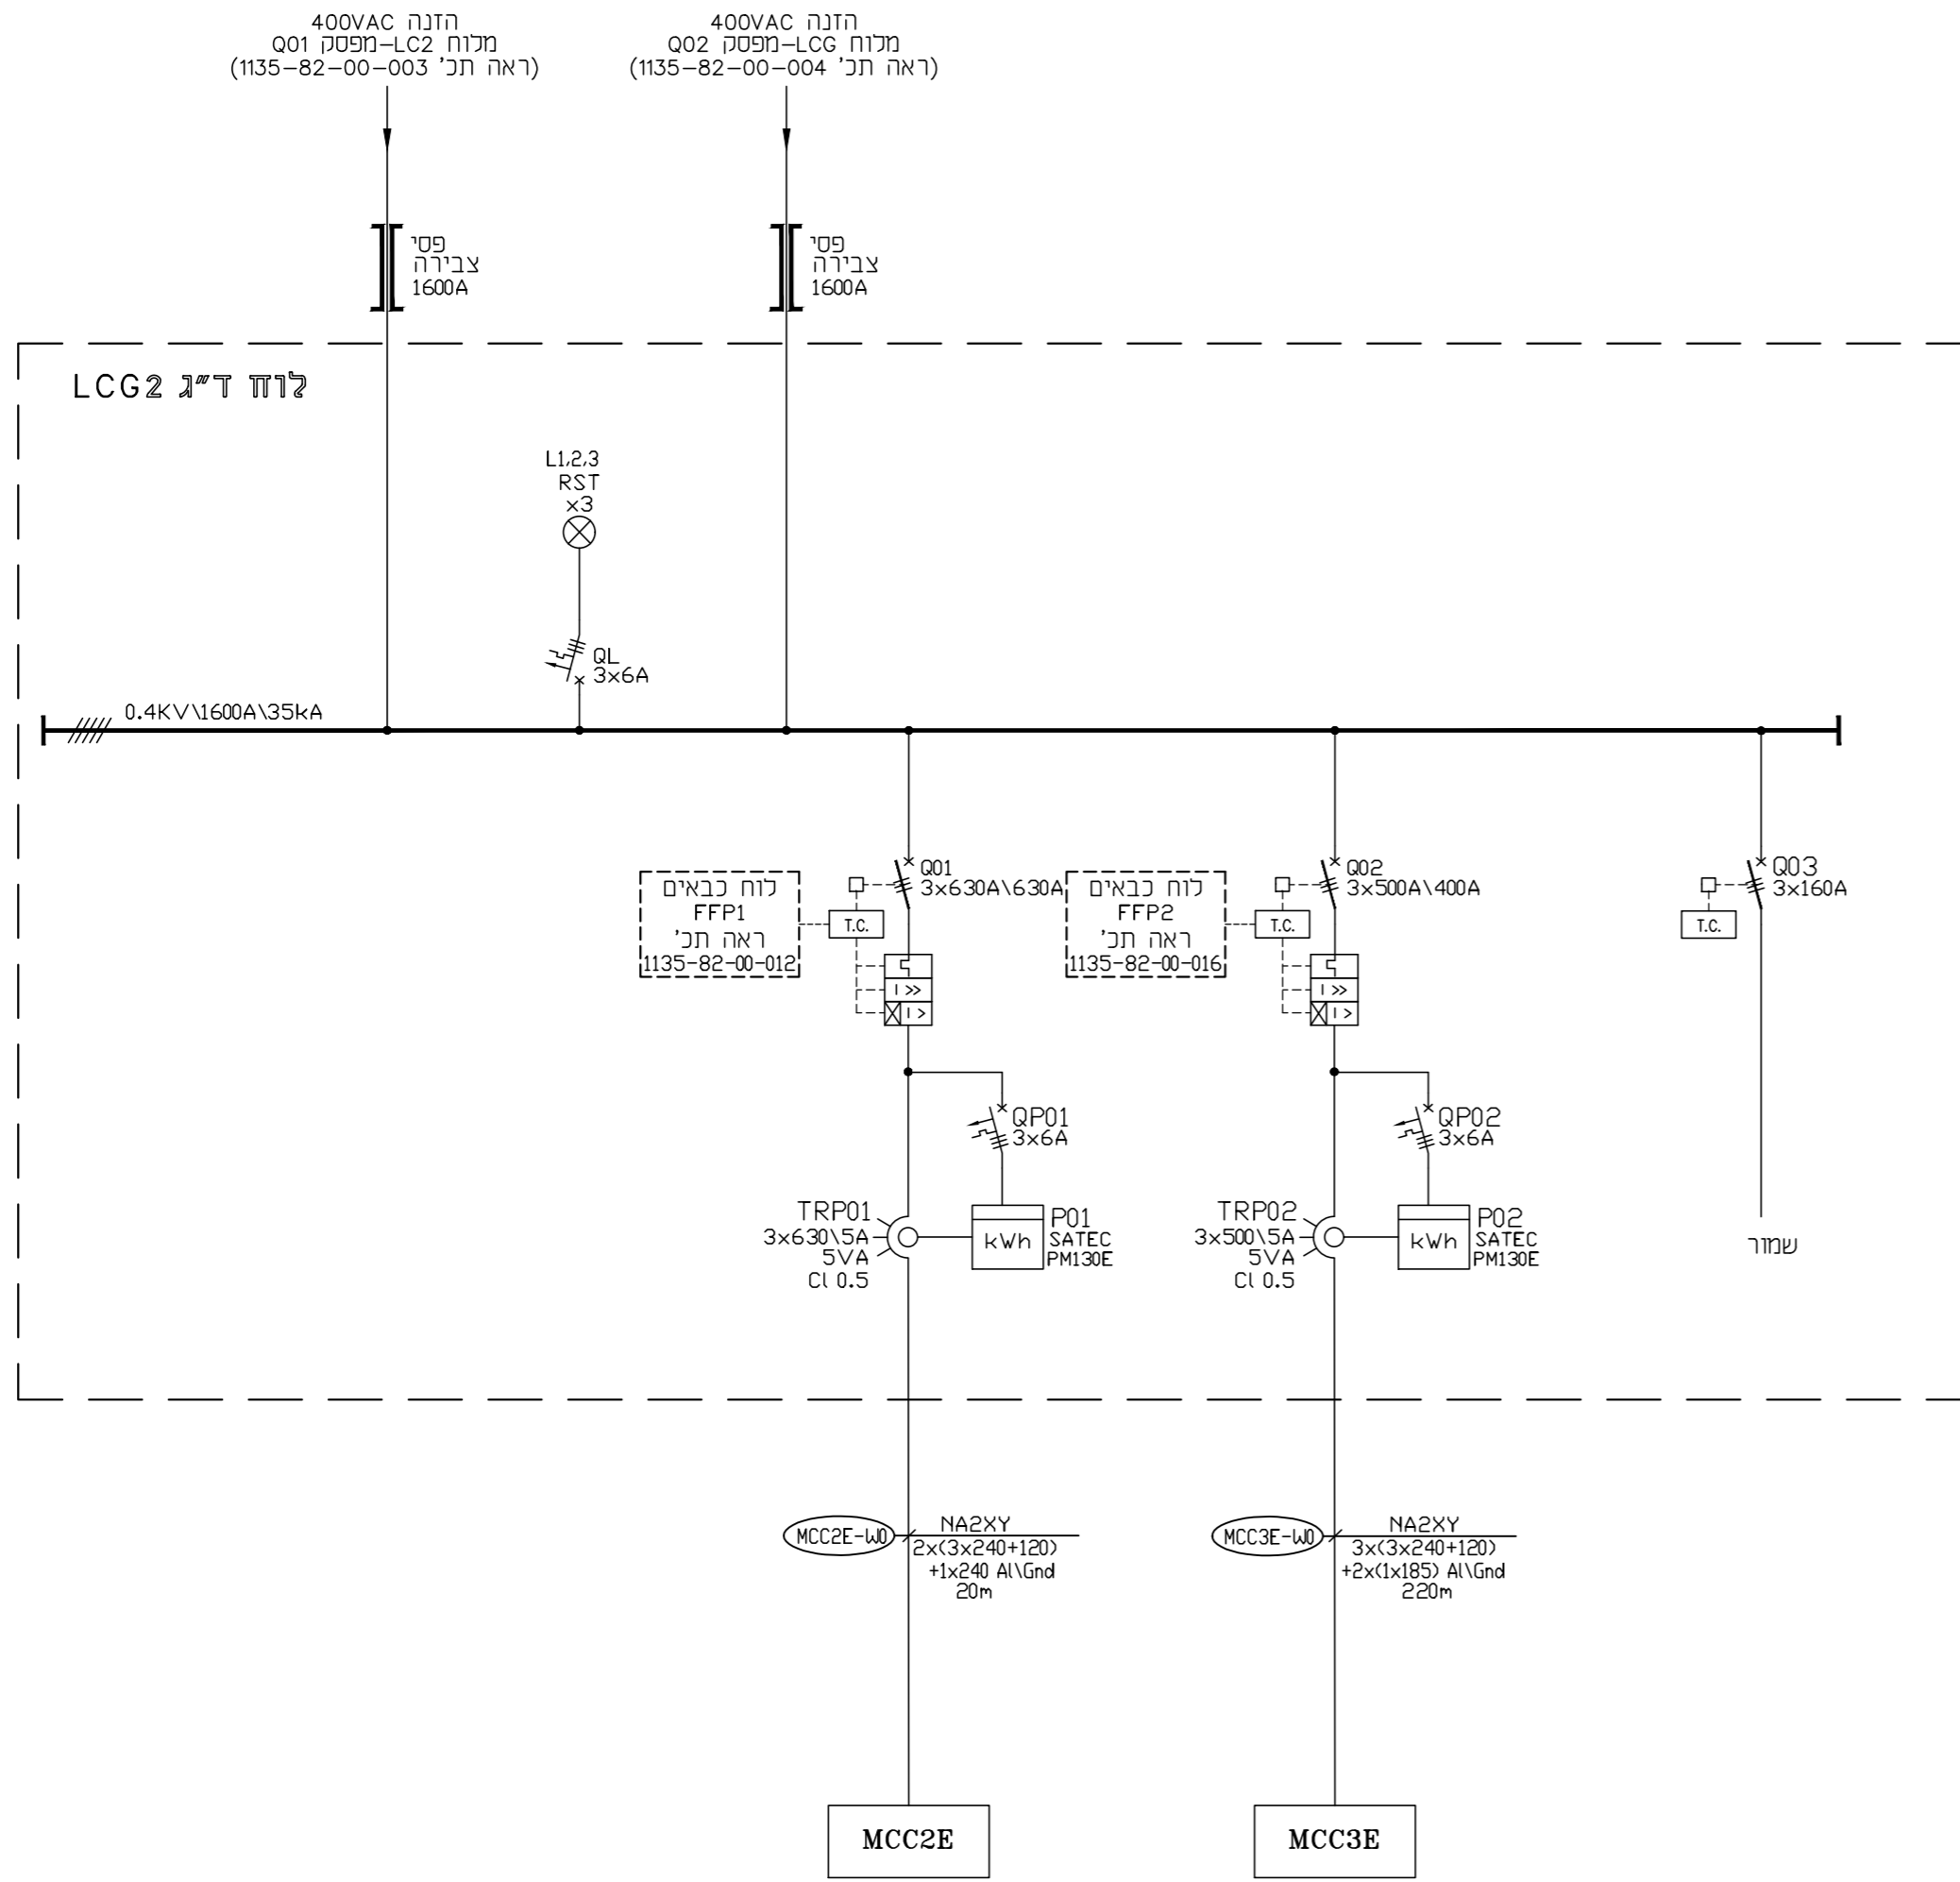 הזנה 400VAC
מלוח LC2-מפסק Q01
(ראה תכ' 1135-82-00-003)
הזנה 400VAC
מלוח LCG-מפסק Q02
(ראה תכ' 1135-82-00-004)
פסי
צבירה
1600A
פסי
צבירה
1600A
לוח ד"ג LCG2
L1,2,3
RST
x3
QL
3x6A
0.4KV\1600A\35kA
לוח כבאים
FFP1
ראה תכ'
1135-82-00-012
T.C.
Q01
3x630A\630A
I >>
I >
לוח כבאים
FFP2
ראה תכ'
1135-82-00-016
T.C.
Q02
3x500A\400A
I >>
I >
T.C.
Q03
3x160A
QP01
3x6A
QP02
3x6A
TRP01
3x630\5A
5VA
Cl 0.5
kWh
P01
SATEC
PM130E
TRP02
3x500\5A
5VA
Cl 0.5
kWh
P02
SATEC
PM130E
שמור
MCC2E-W0
NA2XY
2x(3x240+120)
+1x240 Al\Gnd
20m
MCC3E-W0
NA2XY
3x(3x240+120)
+2x(1x185) Al\Gnd
220m
MCC2E
MCC3E